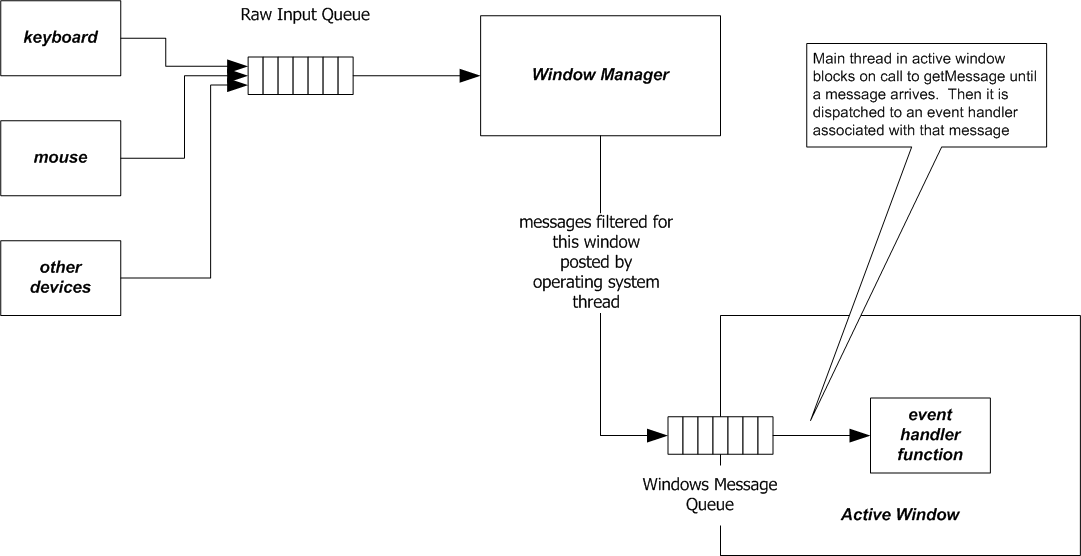 keyboard
Raw Input Queue
Window Manager
Main thread in active window
blocks on call to getMessage until
a message arrives.  Then it is
dispatched to an event handler
associated with that message
mouse
messages filtered for
this window
posted by
operating system
thread
other
devices
event
handler
function
Windows Message
Queue
Active Window